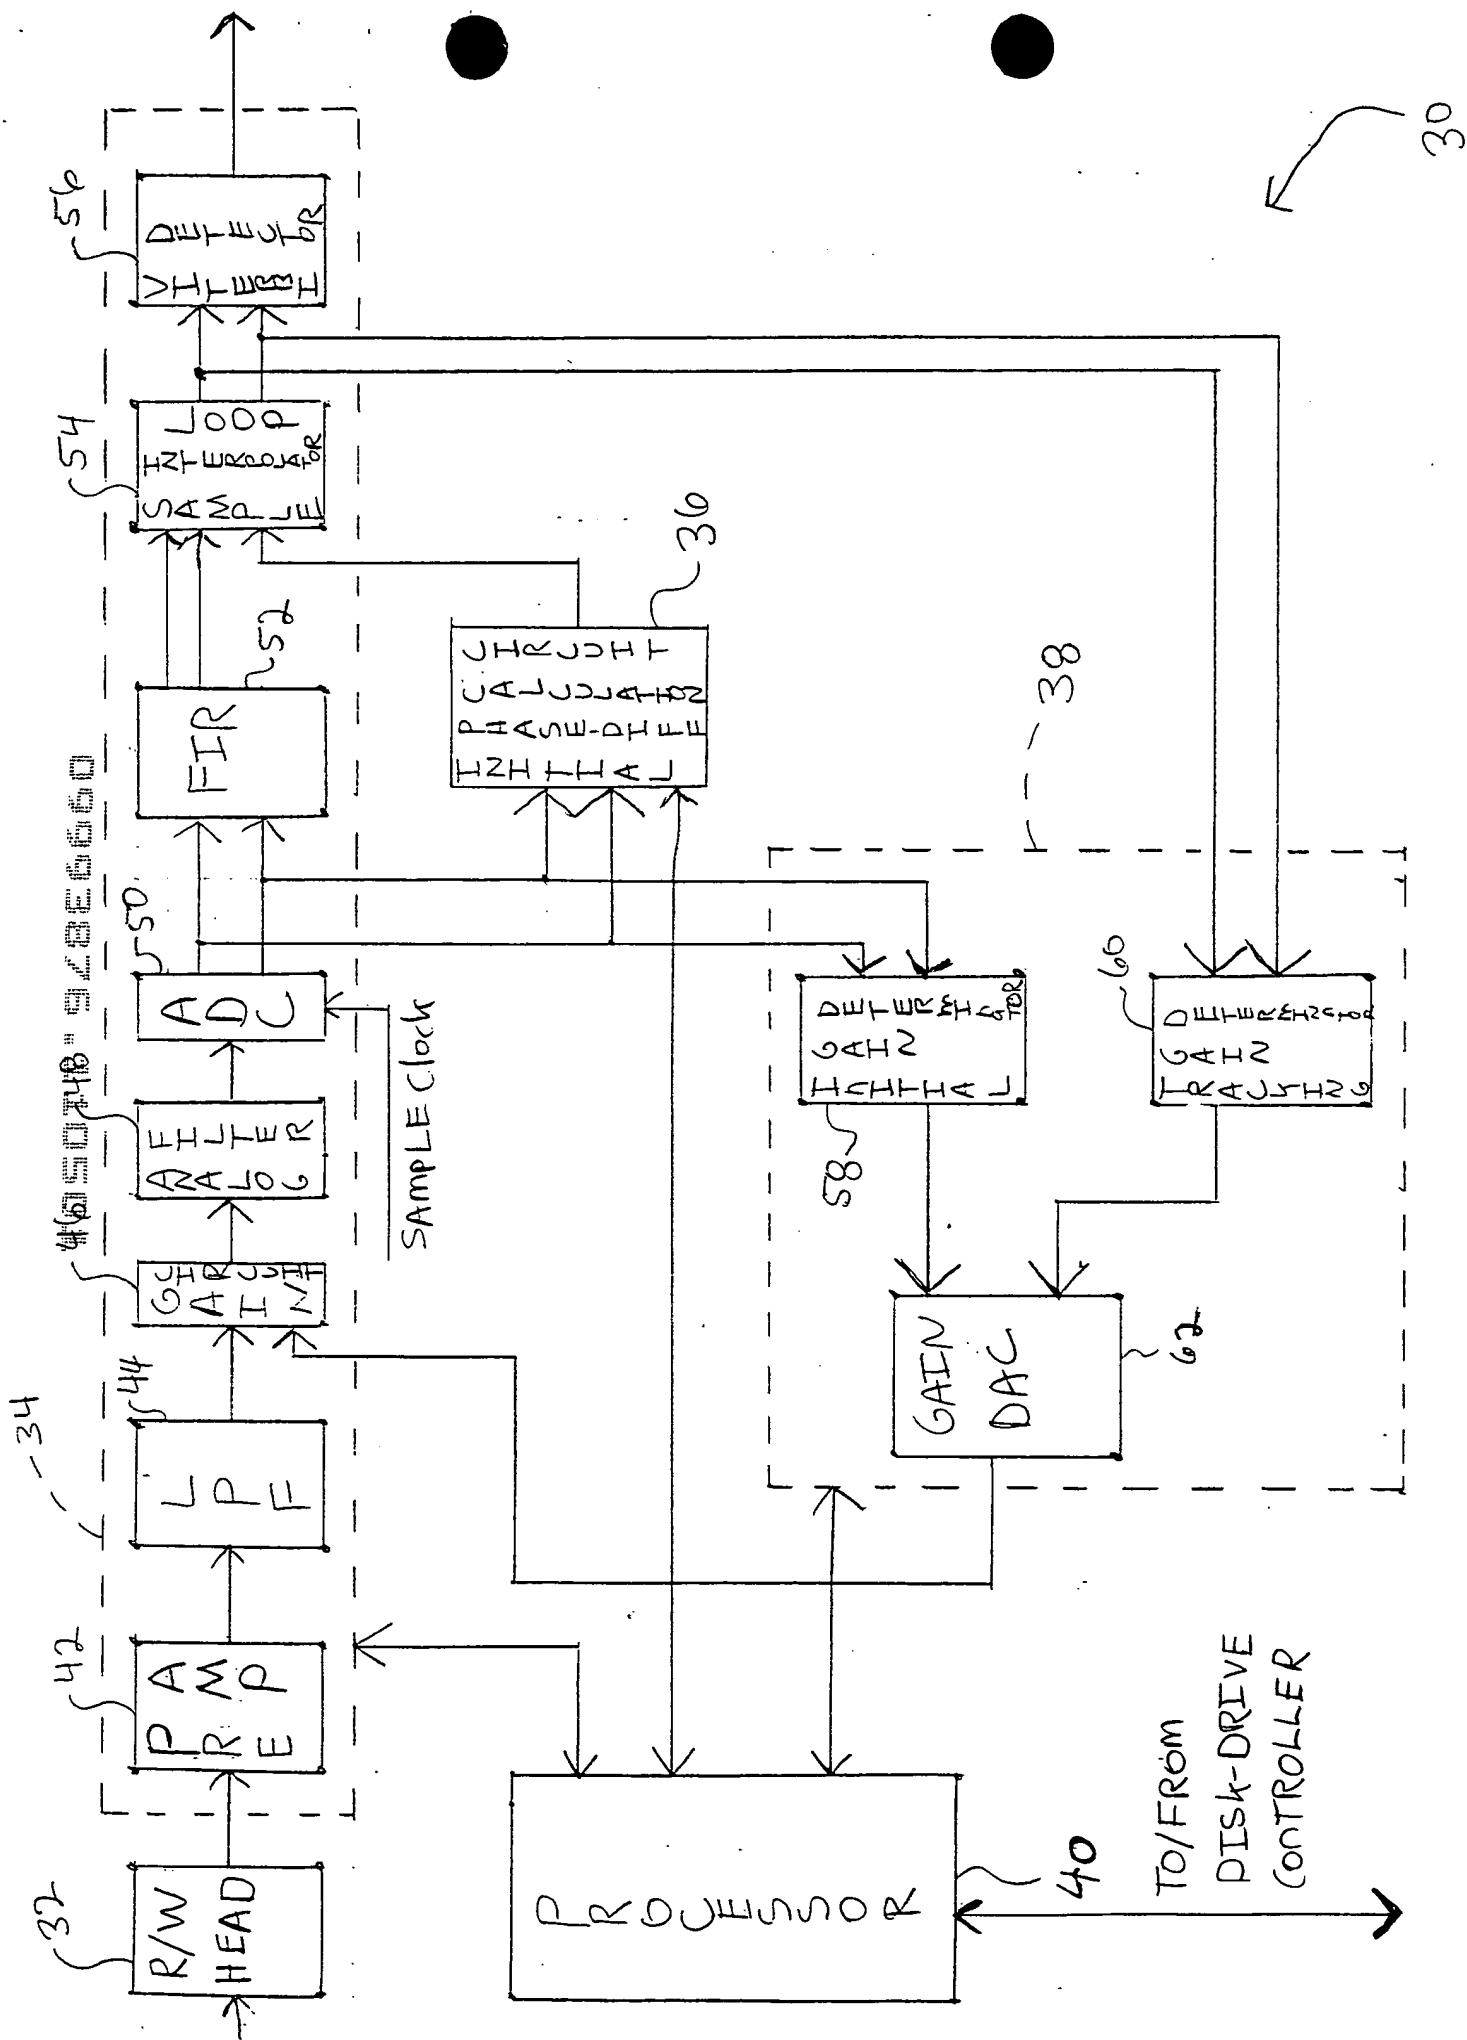 34
32
R/W
HEAD
42
PRE
AMP
44
LPF
46
GAIN
CIRCUIT
48
ANALOG
FILTER
50
ADC
SAMPLE Clock
52
FIR
54
SAMPLE
INTERPOLATOR
LOOP
56
VITERBI
DETECTOR
36
INITIAL
PHASE-DIFF
CALCULATION
CIRCUIT
38
58
INITIAL
GAIN
DETERMINATOR
60
TRACKING
GAIN
DETERMINATOR
GAIN
DAC
62
PROCESSOR
40
TO/FROM
DISK-DRIVE
CONTROLLER
30